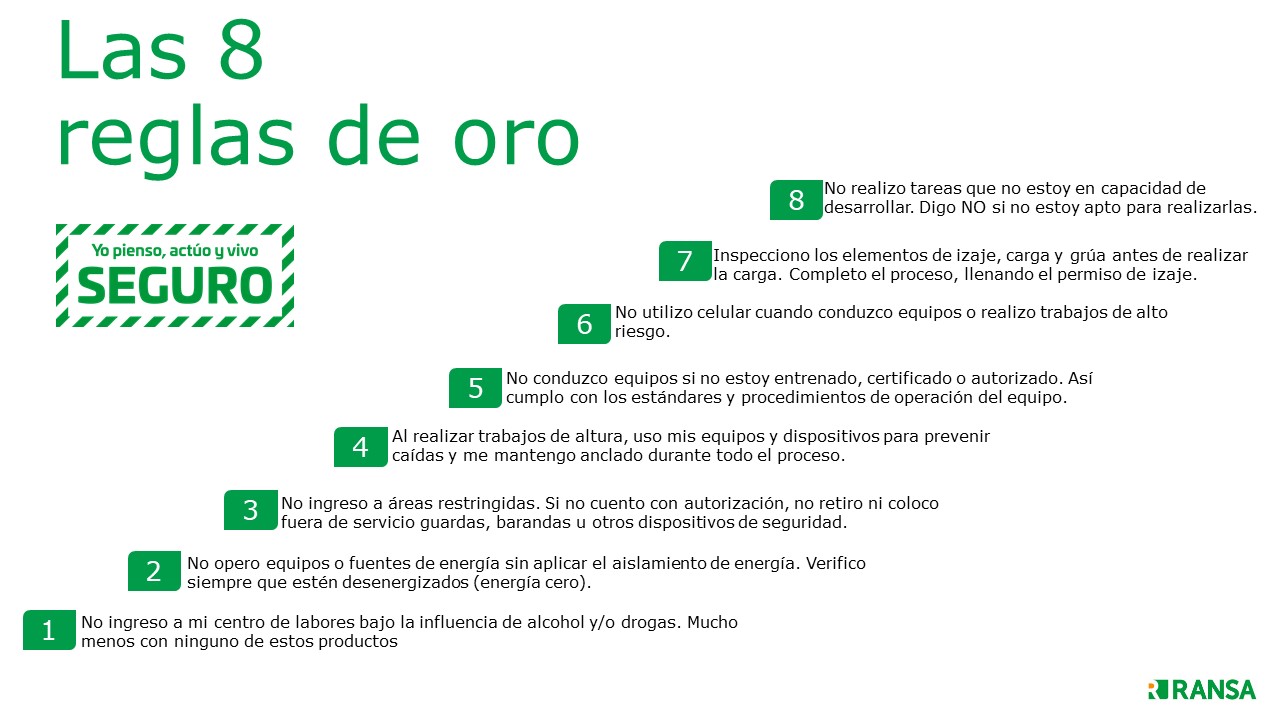 Las 8
reglas de oro
Yo pienso, actúo y vivo
SEGURO
8
No realizo tareas que no estoy en capacidad de
desarrollar. Digo NO si no estoy apto para realizarlas.
7
Inspecciono los elementos de izaje, carga y grúa antes de realizar
la carga. Completo el proceso, llenando el permiso de izaje.
6
No utilizo celular cuando conduzco equipos o realizo trabajos de alto
riesgo.
5
No conduzco equipos si no estoy entrenado, certificado o autorizado. Así
cumplo con los estándares y procedimientos de operación del equipo.
4
Al realizar trabajos de altura, uso mis equipos y dispositivos para prevenir
caídas y me mantengo anclado durante todo el proceso.
3
No ingreso a áreas restringidas. Si no cuento con autorización, no retiro ni coloco
fuera de servicio guardas, barandas u otros dispositivos de seguridad.
2
No opero equipos o fuentes de energía sin aplicar el aislamiento de energía. Verifico
siempre que estén desenergizados (energía cero).
1
No ingreso a mi centro de labores bajo la influencia de alcohol y/o drogas. Mucho
menos con ninguno de estos productos
RANSA